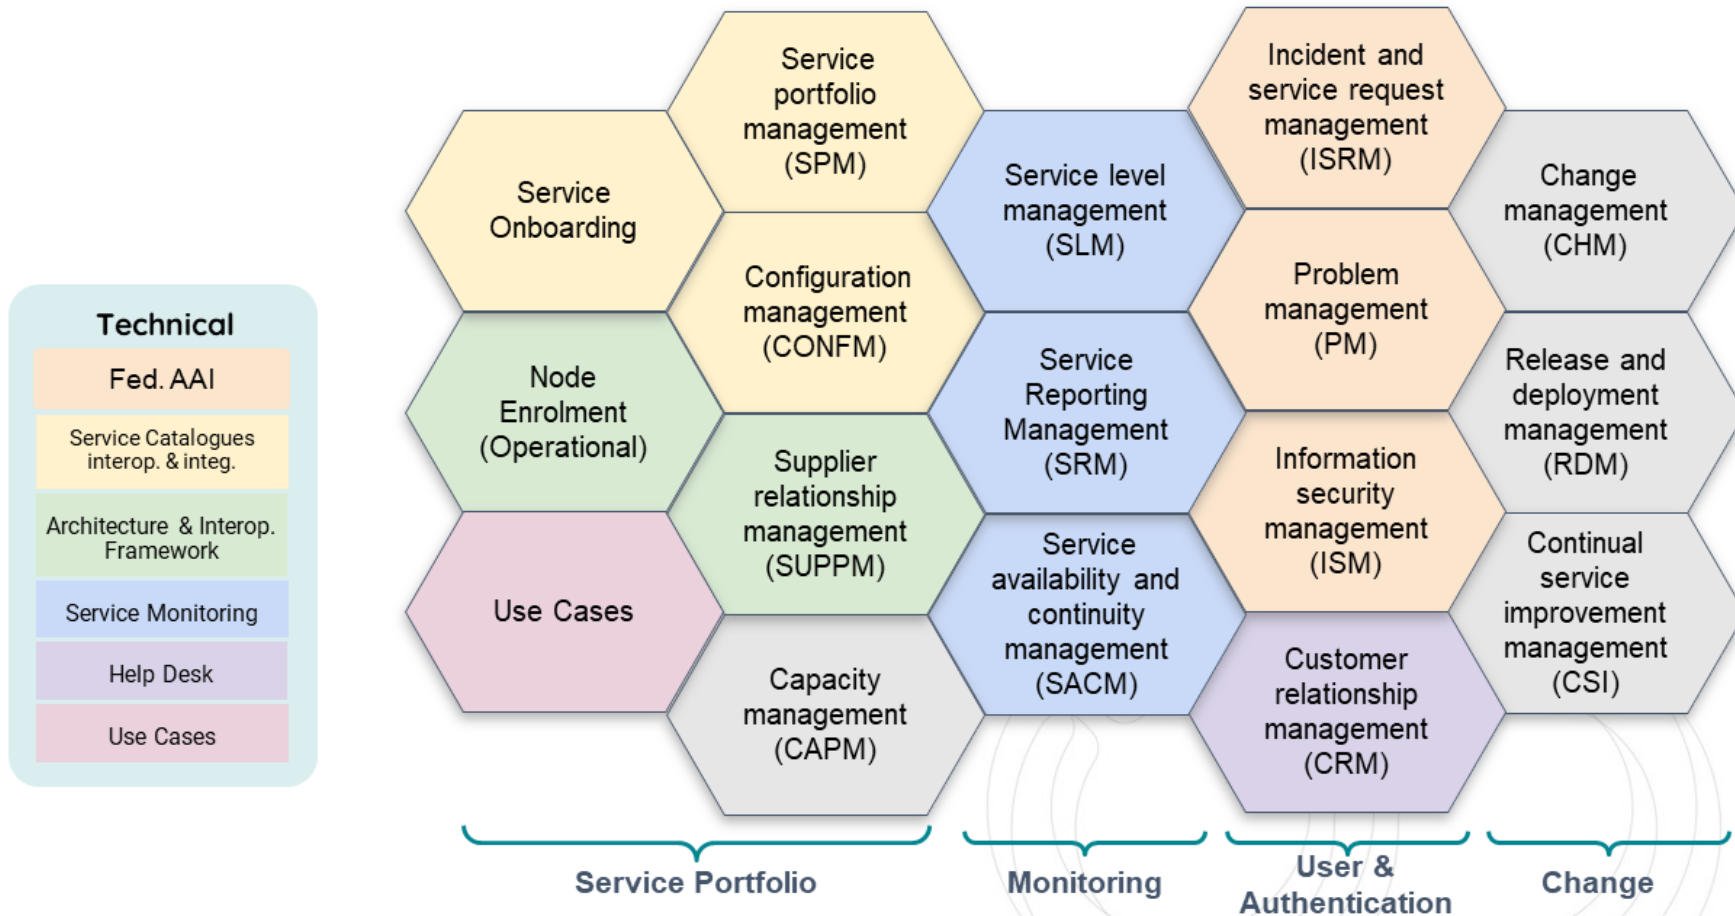 Technical
Fed. AAI
Service Catalogues
interop. & integ.
Architecture & Interop.
Framework
Service Monitoring
Help Desk
Use Cases
Service
Onboarding
Node
Enrolment
(Operational)
Use Cases
Service
portfolio
management
(SPM)
Configuration
management
(CONFM)
Supplier
relationship
management
(SUPPM)
Capacity
management
(CAPM)
Service level
management
(SLM)
Service
Reporting
Management
(SRM)
Service
availability and
continuity
management
(SACM)
Incident and
service request
management
(ISRM)
Problem
management
(PM)
Information
security
management
(ISM)
Customer
relationship
management
(CRM)
Change
management
(CHM)
Release and
deployment
management
(RDM)
Continual
service
improvement
management
(CSI)
Service Portfolio
Monitoring
User &
Authentication
Change